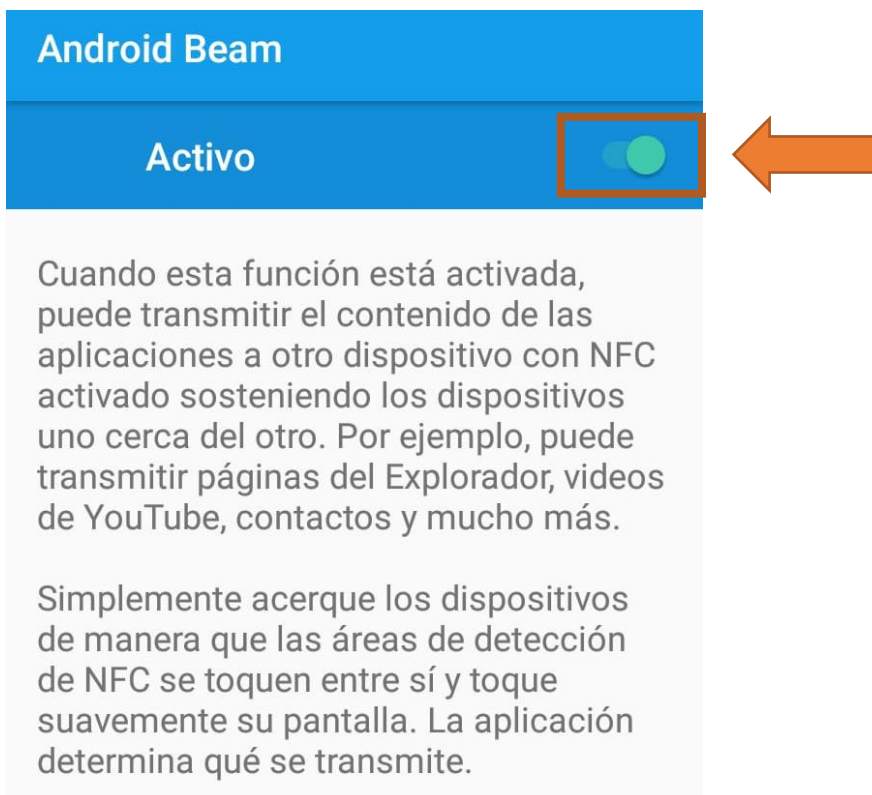 Android Beam
Activo
Cuando esta función está activada,
puede transmitir el contenido de las
aplicaciones a otro dispositivo con NFC
activado sosteniendo los dispositivos
uno cerca del otro. Por ejemplo, puede
transmitir páginas del Explorador, videos
de YouTube, contactos y mucho más.
Simplemente acerque los dispositivos
de manera que las áreas de detección
de NFC se toquen entre sí y toque
suavemente su pantalla. La aplicación
determina qué se transmite.